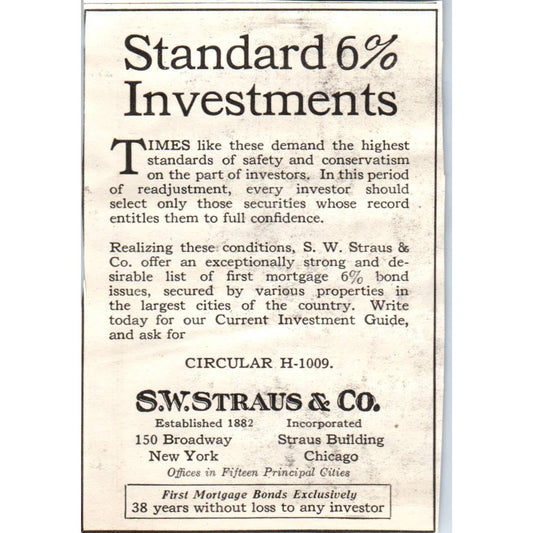 Standard 6%
Investments
TIMES like these demand the highest
standards of safety and conservatism
on the part of investors. In this period
of readjustment, every investor should
select only those securities whose record
entitles them to full confidence.
Realizing these conditions, S. W. Straus &
Co. offer an exceptionally strong and de-
sirable list of first mortgage 6% bond
issues, secured by various properties in
the largest cities of the country. Write
today for our Current Investment Guide,
and ask for
CIRCULAR H-1009.
S.W. STRAUS & CO.
Established 1882 Incorporated
150 Broadway Straus Building
New York Chicago
Offices in Fifteen Principal Cities
First Mortgage Bonds Exclusively
38 years without loss to any investor